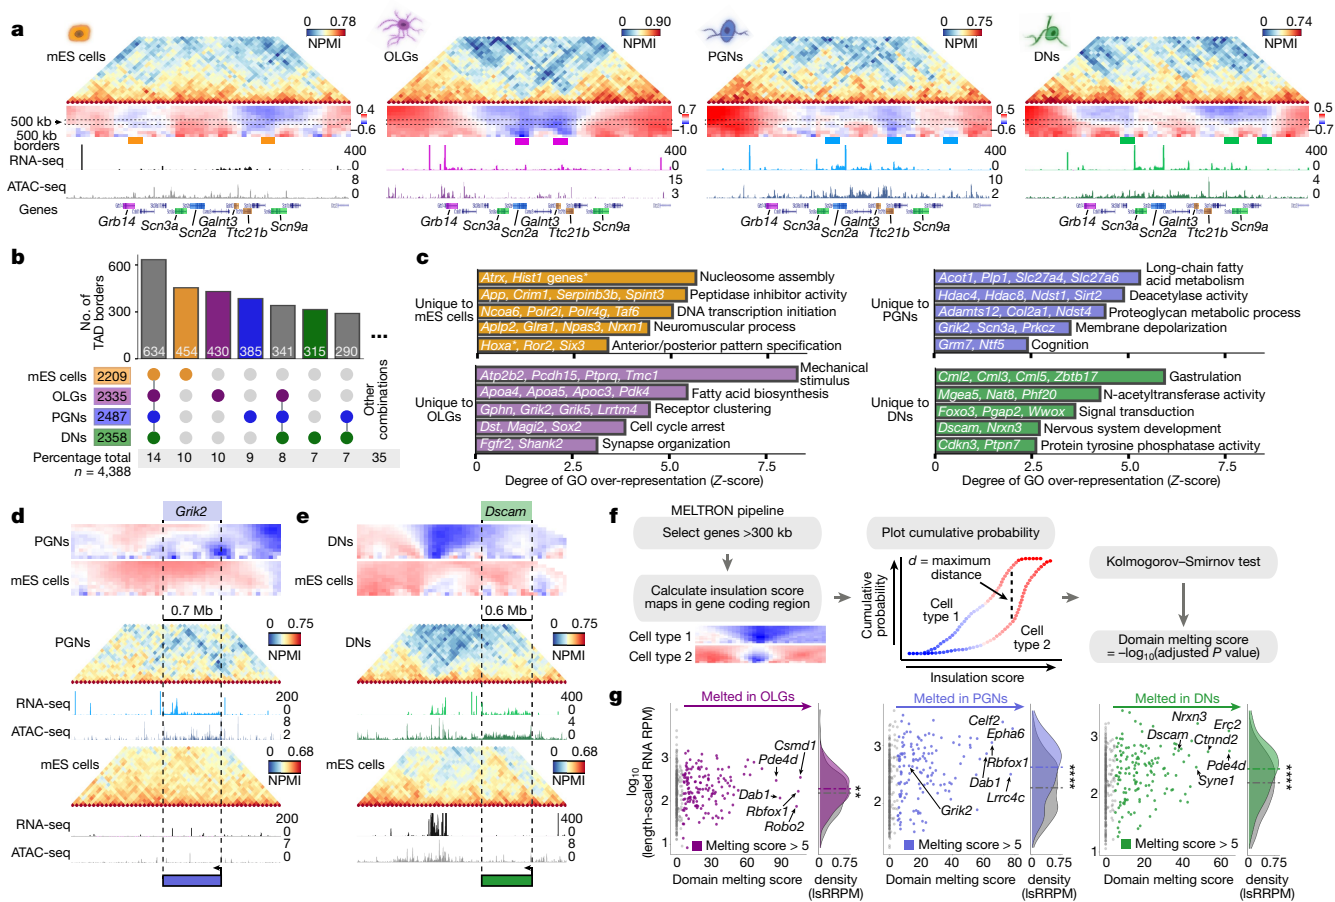 a
mES cells
0 0.78
NPMI
OLGs
0 0.90
NPMI
PGNs
0 0.75
NPMI
DNs
0 0.74
NPMI
500 kb
0.4
−0.6
0.7
−1.0
0.5
−0.6
0.5
−0.7
500 kb
borders
RNA-seq
400
0
400
0
400
0
400
0
ATAC-seq
8
0
15
3
10
2
4
0
Genes
Grb14 Scn3a Scn2a Galnt3 Ttc21b Scn9a
Grb14 Scn3a Scn2a Galnt3 Ttc21b Scn9a
Grb14 Scn3a Scn2a Galnt3 Ttc21b Scn9a
Grb14 Scn3a Scn2a Galnt3 Ttc21b Scn9a
b
No. of
TAD borders
600
300
0
634 454 430 385 341 315 290 ...
mES cells 2209
OLGs 2335
PGNs 2487
DNs 2358
Other
combinations
Percentage total 14 10 10 9 8 7 7 35
n = 4,388
c
Unique to
mES cells
Atrx, Hist1 genes* Nucleosome assembly
App, Crim1, Serpinb3b, Spint3 Peptidase inhibitor activity
Ncoa6, Polr2i, Polr4g, Taf6 DNA transcription initiation
Aplp2, Glra1, Npas3, Nrxn1 Neuromuscular process
Hoxa*, Ror2, Six3 Anterior/posterior pattern specification
Unique to
OLGs
Atp2b2, Pcdh15, Ptprq, Tmc1 Mechanical
stimulus
Apoa4, Apoa5, Apoc3, Pdk4 Fatty acid biosynthesis
Gphn, Grik2, Grik5, Lrrtm4 Receptor clustering
Dst, Magi2, Sox2 Cell cycle arrest
Fgfr2, Shank2 Synapse organization
0 2.5 5.0 7.5
Degree of GO over-representation (Z-score)
Unique to
PGNs
Acot1, Plp1, Slc27a4, Slc27a6 Long-chain fatty
acid metabolism
Hdac4, Hdac8, Ndst1, Sirt2 Deacetylase activity
Adamts12, Col2a1, Ndst4 Proteoglycan metabolic process
Grik2, Scn3a, Prkcz Membrane depolarization
Grm7, Ntf5 Cognition
Unique to
DNs
Cml2, Cml3, Cml5, Zbtb17 Gastrulation
Mgea5, Nat8, Phf20 N-acetyltransferase activity
Foxo3, Pgap2, Wwox Signal transduction
Dscam, Nrxn3 Nervous system development
Cdkn3, Ptpn7 Protein tyrosine phosphatase activity
0 2.5 5.0 7.5
Degree of GO over-representation (Z-score)
d
Grik2
PGNs
mES cells
0.7 Mb
PGNs
0 0.75
NPMI
RNA-seq
200
0
ATAC-seq
8
2
mES cells
0 0.68
NPMI
RNA-seq
200
0
ATAC-seq
7
0
e
Dscam
DNs
mES cells
0.6 Mb
DNs
0 0.75
NPMI
400
0
4
0
mES cells
0 0.68
NPMI
400
0
8
0
f
MELTRON pipeline
Select genes >300 kb
Calculate insulation score
maps in gene coding region
Cell type 1
Cell type 2
Plot cumulative probability
Cumulative
probability
d = maximum
distance
Cell
type 1
Cell
type 2
Insulation score
Kolmogorov–Smirnov test
Domain melting score
= −log10(adjusted P value)
g
Melted in OLGs
log10
(length-scaled RNA RPM)
3
2
1
Csmd1
Pde4d
Dab1
Rbfox1
Robo2
Melting score > 5
0 30 60 90
Domain melting score
**
0 0.75
density
(lsRRPM)
Melted in PGNs
3
2
1
Celf2
Epha6
Rbfox1
Dab1
Lrrc4c
Grik2
Melting score > 5
0 20 40 60 80
Domain melting score
****
0 0.75
density
(lsRRPM)
Melted in DNs
3
2
1
Nrxn3
Erc2
Dscam
Ctnnd2
Pde4d
Syne1
Melting score > 5
0 20 40 60
Domain melting score
****
0 0.75
density
(lsRRPM)